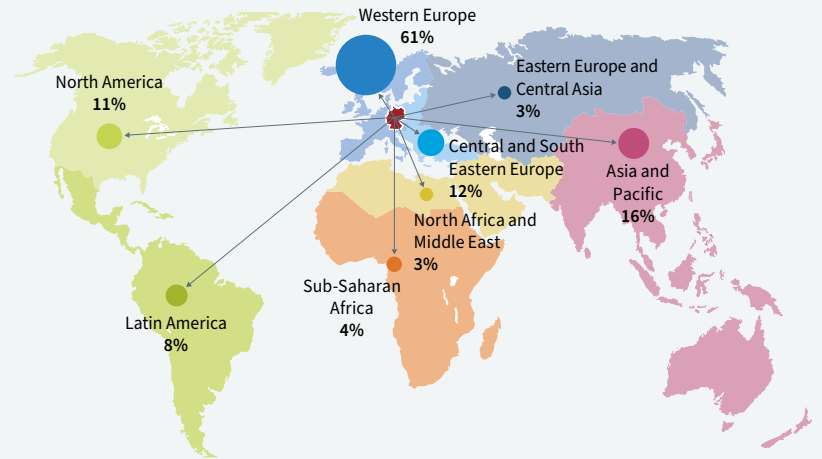 Western Europe
61%
North America
11%
Eastern Europe and
Central Asia
3%
Central and South
Eastern Europe
12%
Asia and
Pacific
16%
North Africa and
Middle East
3%
Sub-Saharan
Africa
4%
Latin America
8%